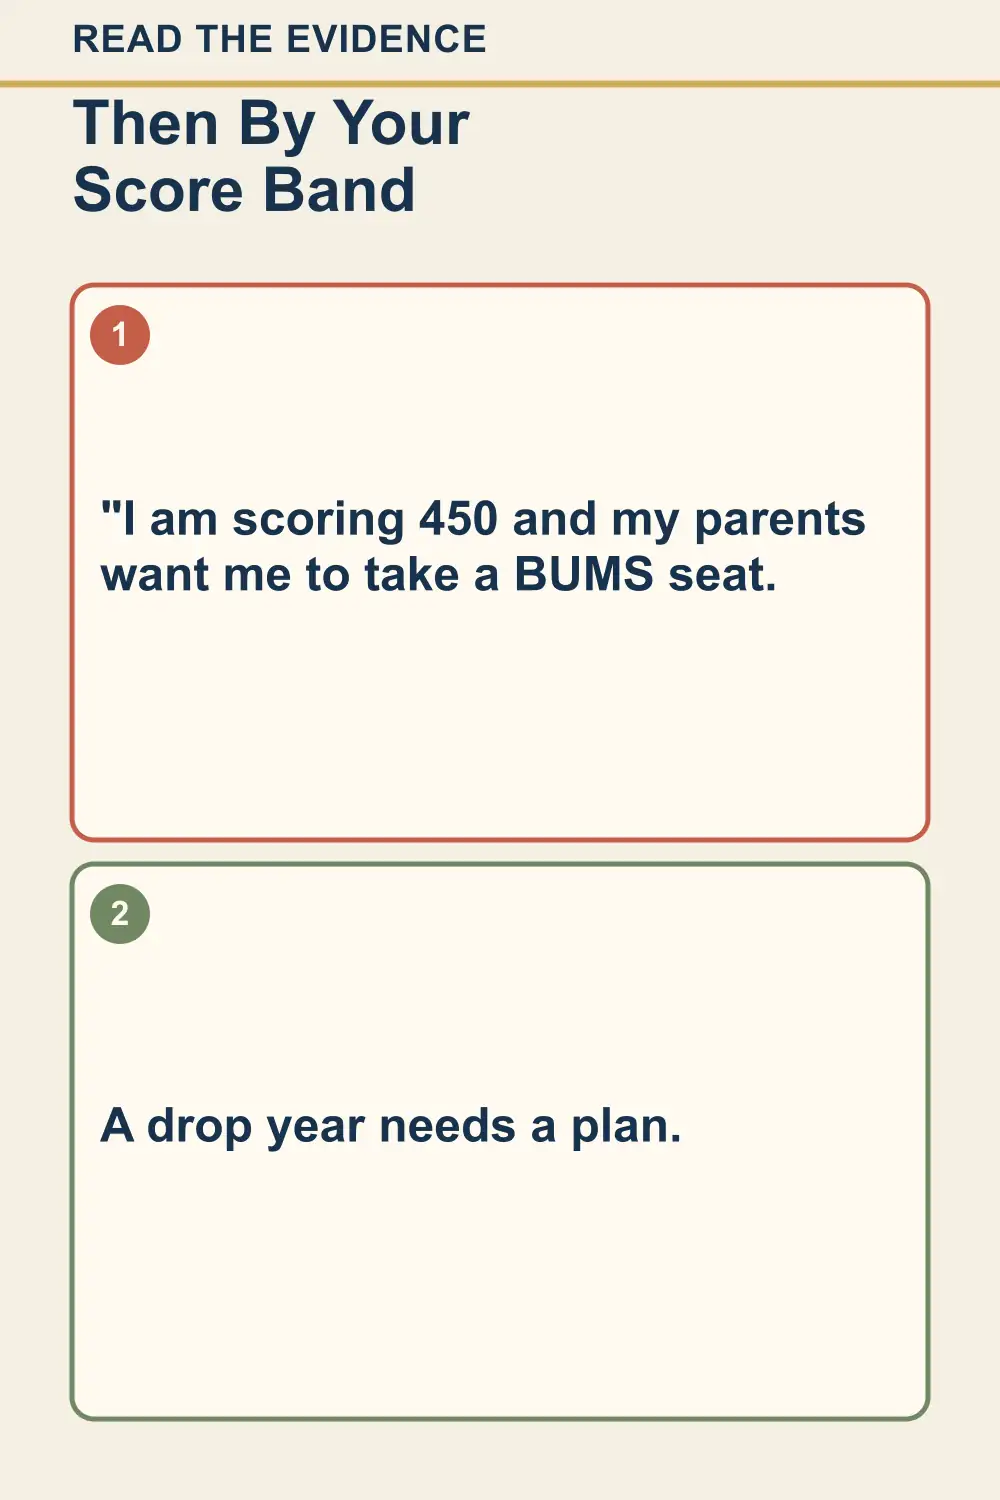 READ THE EVIDENCE
Then By Your
Score Band
1
"I am scoring 450 and my parents
want me to take a BUMS seat.
2
A drop year needs a plan.